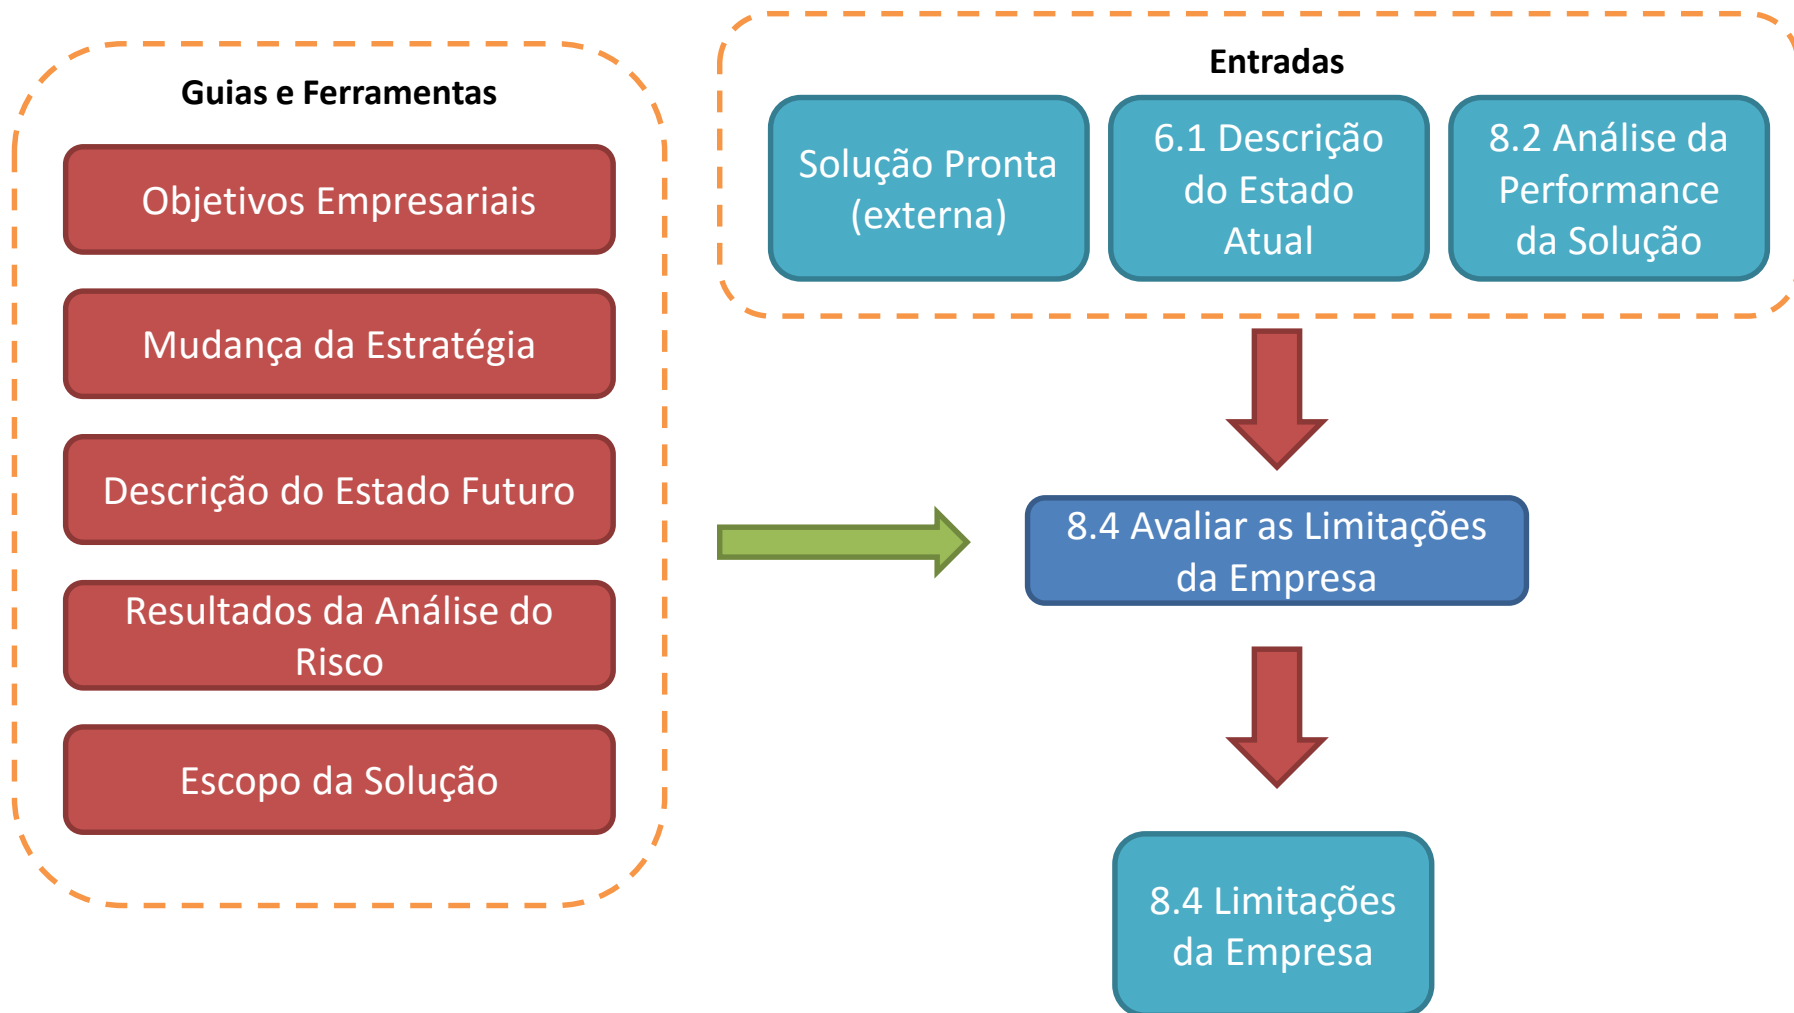 Guias e Ferramentas
Objetivos Empresariais
Mudança da Estratégia
Descrição do Estado Futuro
Resultados da Análise do
Risco
Escopo da Solução
Entradas
Solução Pronta
(externa)
6.1 Descrição
do Estado
Atual
8.2 Análise da
Performance
da Solução
8.4 Avaliar as Limitações
da Empresa
8.4 Limitações
da Empresa